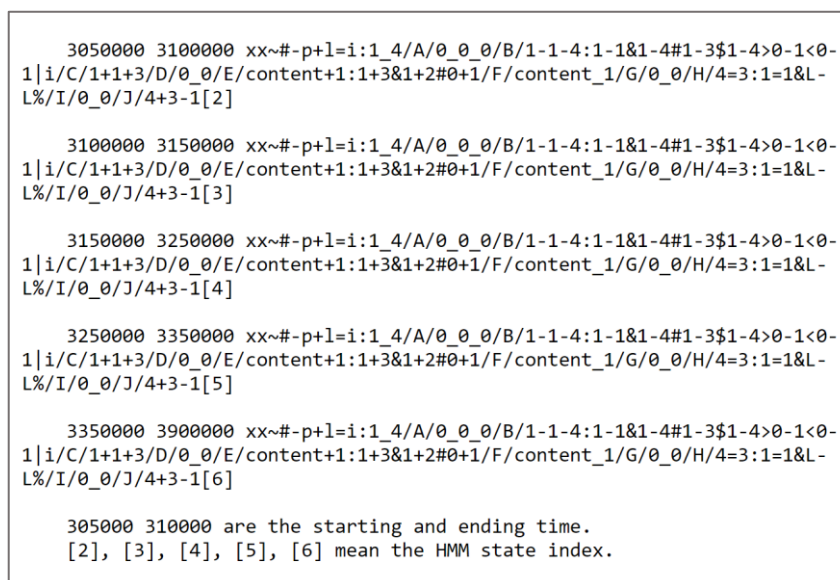 3050000 3100000 xx~#-p+l=i:1_4/A/0_0_0/B/1-1-4:1-1&1-4#1-3$1-4>0-1<0-
1|i/C/1+1+3/D/0_0/E/content+1:1+3&1+2#0+1/F/content_1/G/0_0/H/4=3:1=1&L-
L%/I/0_0/J/4+3-1[2]
3100000 3150000 xx~#-p+l=i:1_4/A/0_0_0/B/1-1-4:1-1&1-4#1-3$1-4>0-1<0-
1|i/C/1+1+3/D/0_0/E/content+1:1+3&1+2#0+1/F/content_1/G/0_0/H/4=3:1=1&L-
L%/I/0_0/J/4+3-1[3]
3150000 3250000 xx~#-p+l=i:1_4/A/0_0_0/B/1-1-4:1-1&1-4#1-3$1-4>0-1<0-
1|i/C/1+1+3/D/0_0/E/content+1:1+3&1+2#0+1/F/content_1/G/0_0/H/4=3:1=1&L-
L%/I/0_0/J/4+3-1[4]
3250000 3350000 xx~#-p+l=i:1_4/A/0_0_0/B/1-1-4:1-1&1-4#1-3$1-4>0-1<0-
1|i/C/1+1+3/D/0_0/E/content+1:1+3&1+2#0+1/F/content_1/G/0_0/H/4=3:1=1&L-
L%/I/0_0/J/4+3-1[5]
3350000 3900000 xx~#-p+l=i:1_4/A/0_0_0/B/1-1-4:1-1&1-4#1-3$1-4>0-1<0-
1|i/C/1+1+3/D/0_0/E/content+1:1+3&1+2#0+1/F/content_1/G/0_0/H/4=3:1=1&L-
L%/I/0_0/J/4+3-1[6]
305000 310000 are the starting and ending time.
[2], [3], [4], [5], [6] mean the HMM state index.